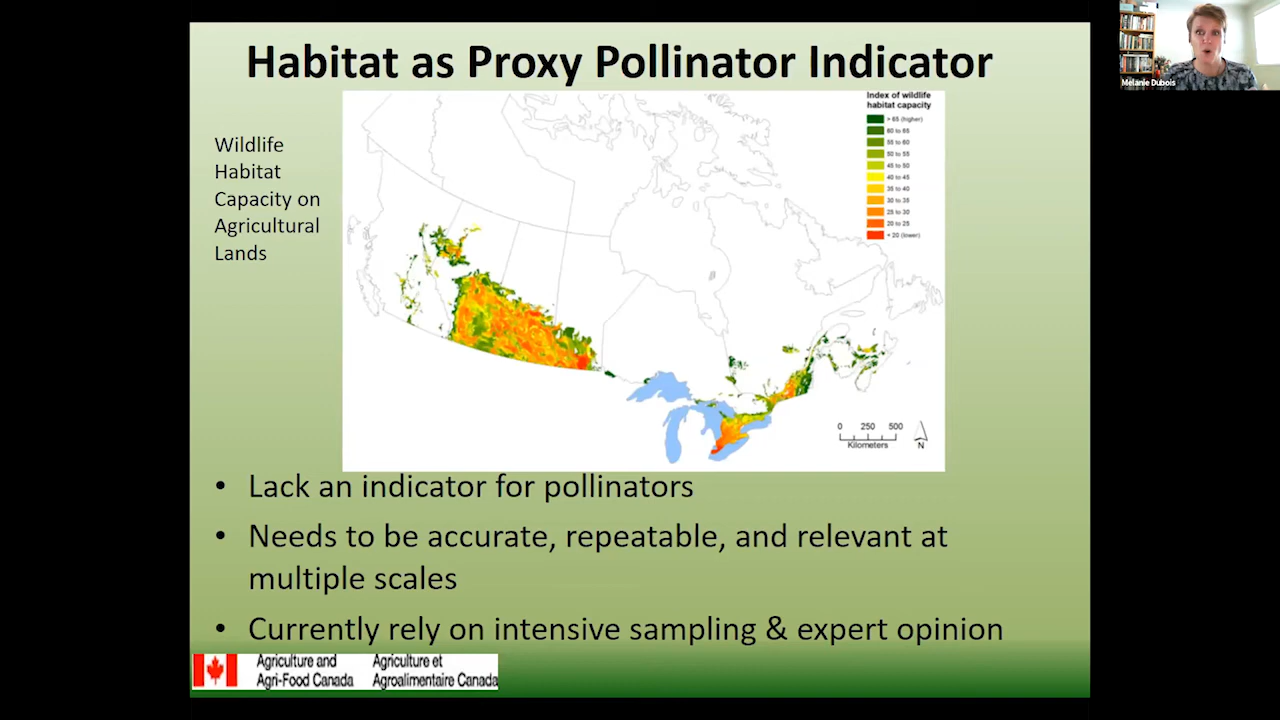 Habitat as Proxy Pollinator Indicator
Melanie Dubois
Wildlife
Habitat
Capacity on
Agricultural
Lands
Index of wildlife
habitat capacity
> 65 (higher)
60 to 65
55 to 60
50 to 55
45 to 50
40 to 45
35 to 40
30 to 35
25 to 30
20 to 25
< 20 (lower)
0 250 500
Kilometers
N
• Lack an indicator for pollinators
• Needs to be accurate, repeatable, and relevant at
multiple scales
• Currently rely on intensive sampling & expert opinion
Agriculture and Agriculture et
Agri-Food Canada Agroalimentaire Canada